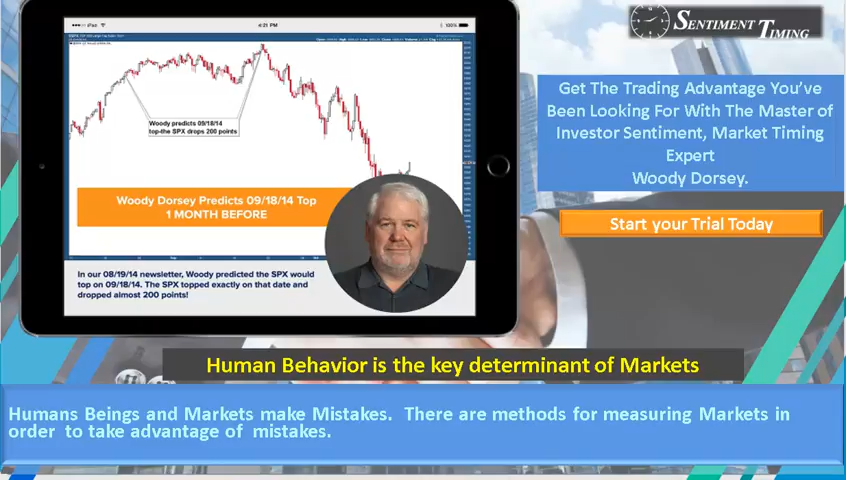 iPad
4:21 PM
100%
SENTIMENT TIMING
Woody predicts 09/18/14
top-the SPX drops 200 points
Woody Dorsey Predicts 09/18/14 Top
1 MONTH BEFORE
In our 08/19/14 newsletter, Woody predicted the SPX would
top on 09/18/14. The SPX topped exactly on that date and
dropped almost 200 points!
Get The Trading Advantage You've
Been Looking For With The Master of
Investor Sentiment, Market Timing
Expert
Woody Dorsey.
Start your Trial Today
Human Behavior is the key determinant of Markets
Humans Beings and Markets make Mistakes.  There are methods for measuring Markets in
order to take advantage of mistakes.